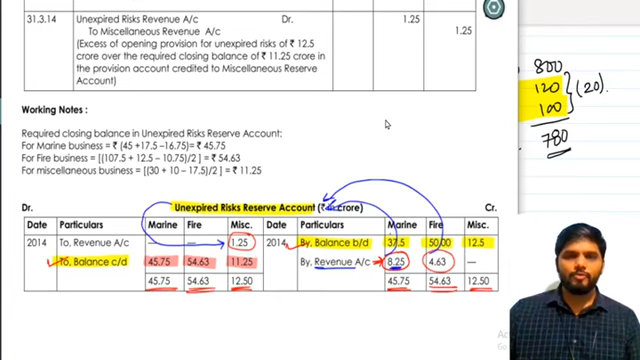 31.3.14 Unexpired Risks Revenue A/c Dr. 1.25
To Miscellaneous Revenue A/c 1.25
(Excess of opening provision for unexpired risks of ₹ 12.5
crore over the required closing balance of ₹ 11.25 crore in
the provision account credited to Miscellaneous Reserve
Account)
800
120
100
(20).
780
Working Notes :
Required closing balance in Unexpired Risks Reserve Account:
For Marine business = ₹ (45 +17.5 -16.75)= ₹ 45.75
For Fire business = [(107.5 + 12.5 – 10.75)/2 ] = ₹ 54.63
For miscellaneous business = [(30 + 10 – 17.5)/2 ] = ₹ 11.25
Dr. Unexpired Risks Reserve Account (₹ in crore) Cr.
Date Particulars Marine Fire Misc. Date Particulars Marine Fire Misc.
2014 To, Revenue A/c — — 1.25 2014 By, Balance b/d 37.5 50.00 12.5
To, Balance c/d 45.75 54.63 11.25 By, Revenue A/c 8.25 4.63 —
45.75 54.63 12.50 45.75 54.63 12.50